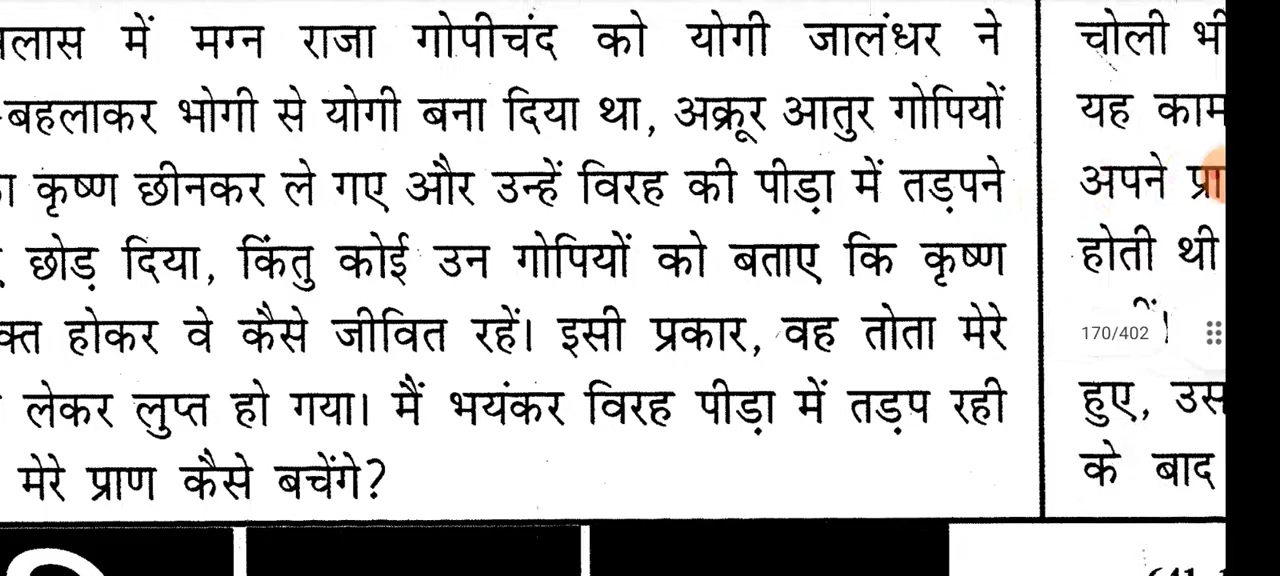 में मग्न राजा गोपीचंद को योगी जालंधर ने
बहलाकर भोगी से योगी बना दिया था, अक्रूर आतुर गोपियों
कृष्ण छीनकर ले गए और उन्हें विरह की पीड़ा में तड़पने
छोड़ दिया, किंतु कोई उन गोपियों को बताए कि कृष्ण
होकर वे कैसे जीवित रहें। इसी प्रकार, वह तोता मेरे
लेकर लुप्त हो गया। मैं भयंकर विरह पीड़ा में तड़प रही
मेरे प्राण कैसे बचेंगे?
चोली भी
यह काम
अपने
होती थी
170/402
हुए, उस
के बाद